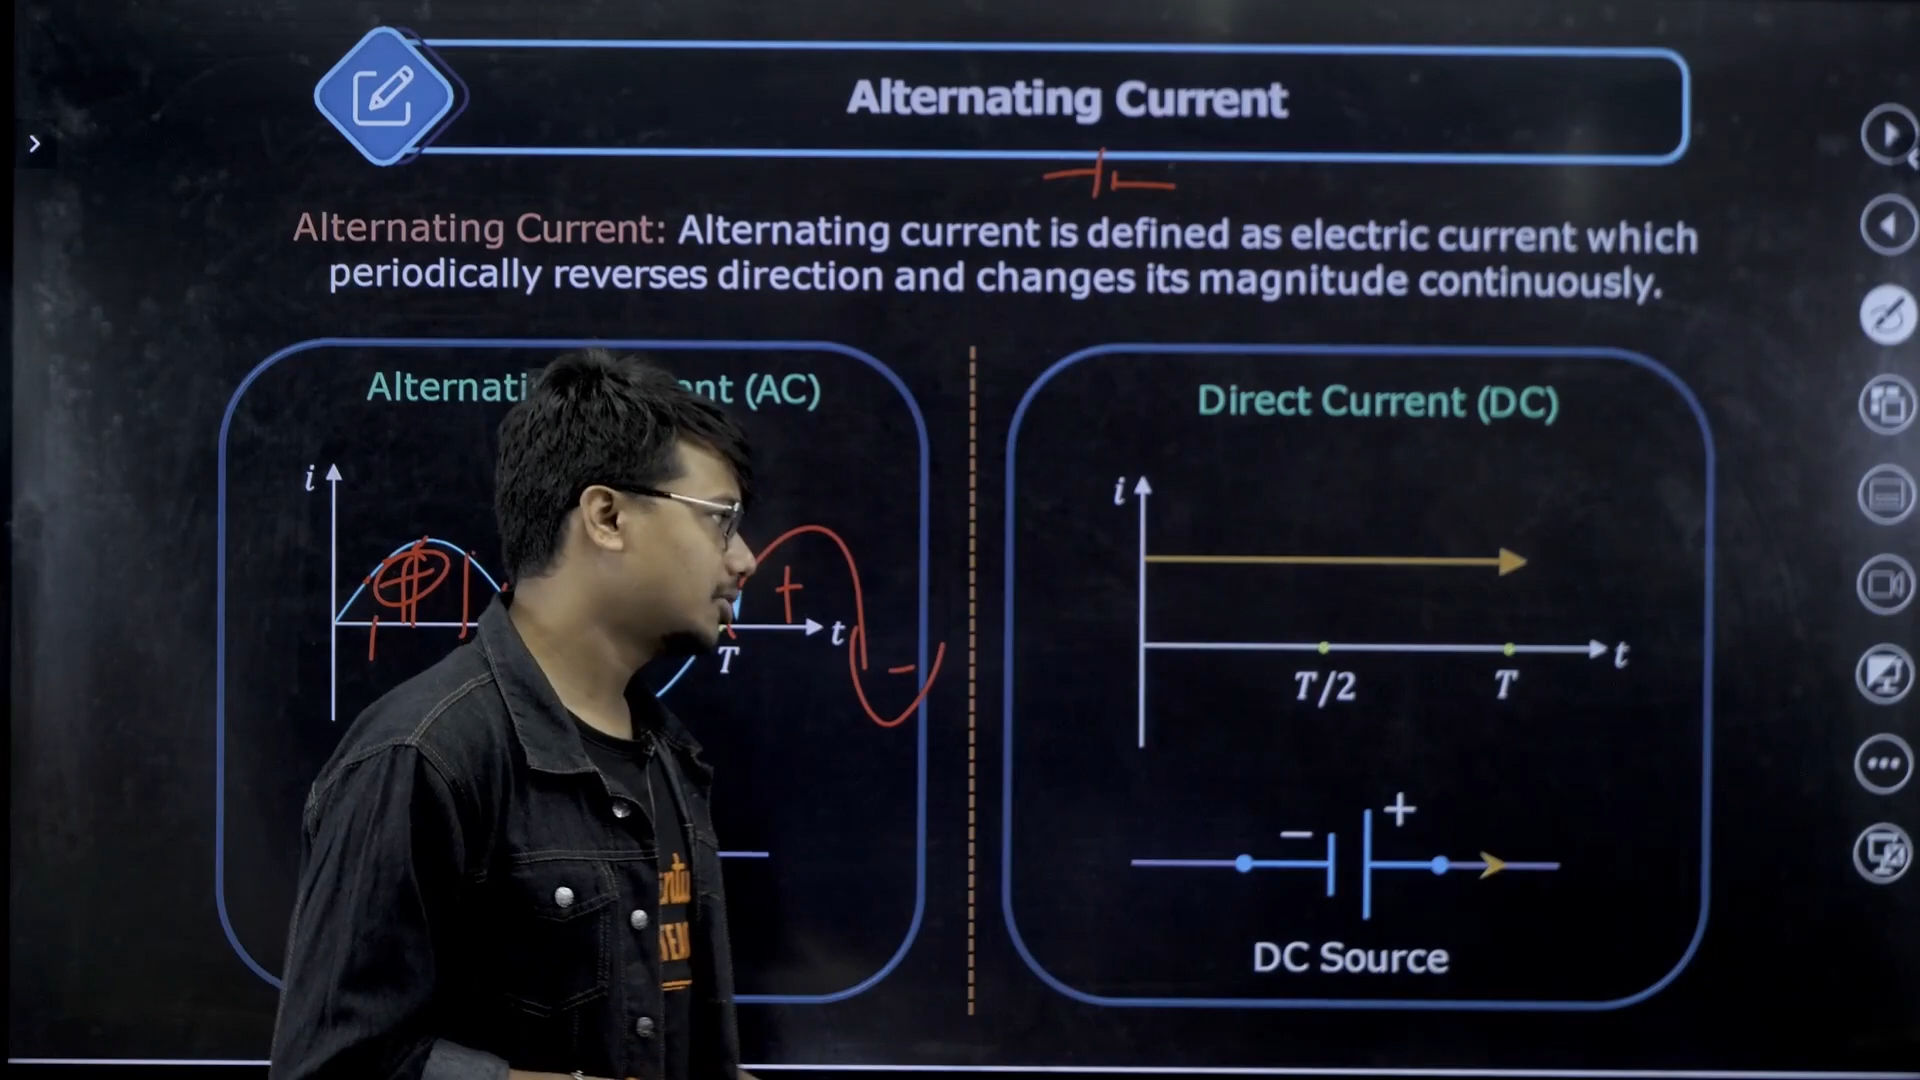 Alternating Current
Alternating Current: Alternating current is defined as electric current which
periodically reverses direction and changes its magnitude continuously.
(AC)
Direct Current (DC)
i
+
+
t
T
-
i
t
T/2
T
- +
DC Source